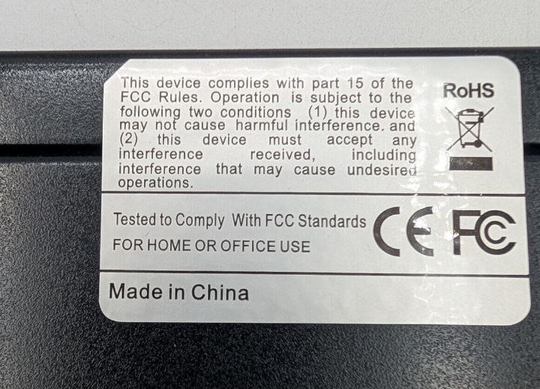 This device complies with part 15 of the
FCC Rules. Operation is subject to the
following two conditions (1) this device
may not cause harmful interference. and
(2) this device must accept any
interference received, including
interference that may cause undesired
operations.
RoHS
Tested to Comply With FCC Standards
FOR HOME OR OFFICE USE
CE FCC
Made in China